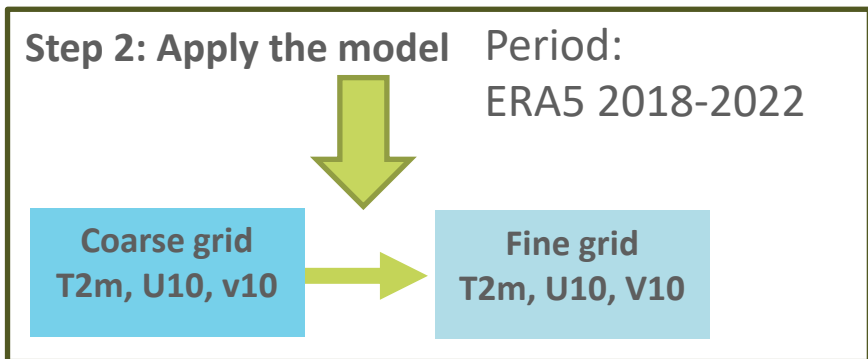 Step 2: Apply the model
Period:
ERA5 2018-2022
Coarse grid
T2m, U10, v10
Fine grid
T2m, U10, V10